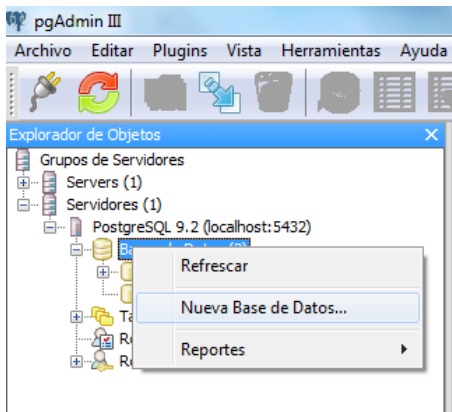 pgAdmin III
Archivo Editar Plugins Vista Herramientas Ayuda
Explorador de Objetos
Grupos de Servidores
Servers (1)
Servidores (1)
PostgreSQL 9.2 (localhost:5432)
Refrescar
Nueva Base de Datos...
Reportes